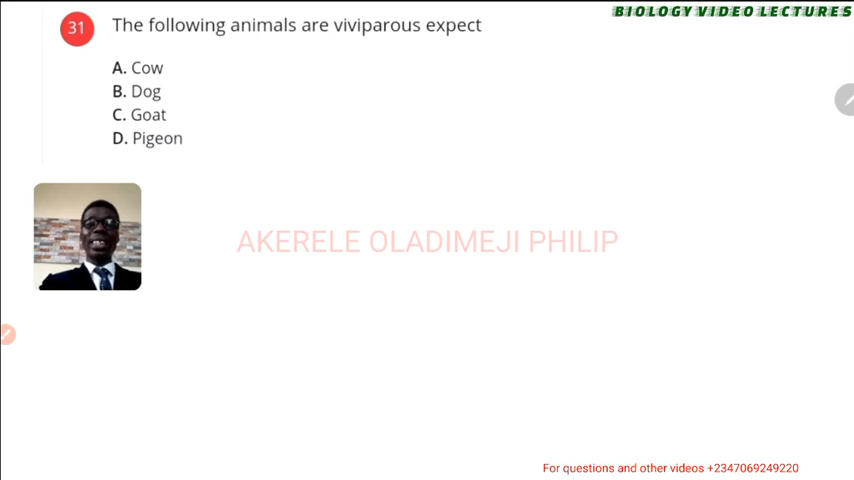 BIOLOGY VIDEO LECTURES
31 The following animals are viviparous expect
A. Cow
B. Dog
C. Goat
D. Pigeon
AKERELE OLADIMEJI PHILIP
For questions and other videos +2347069249220